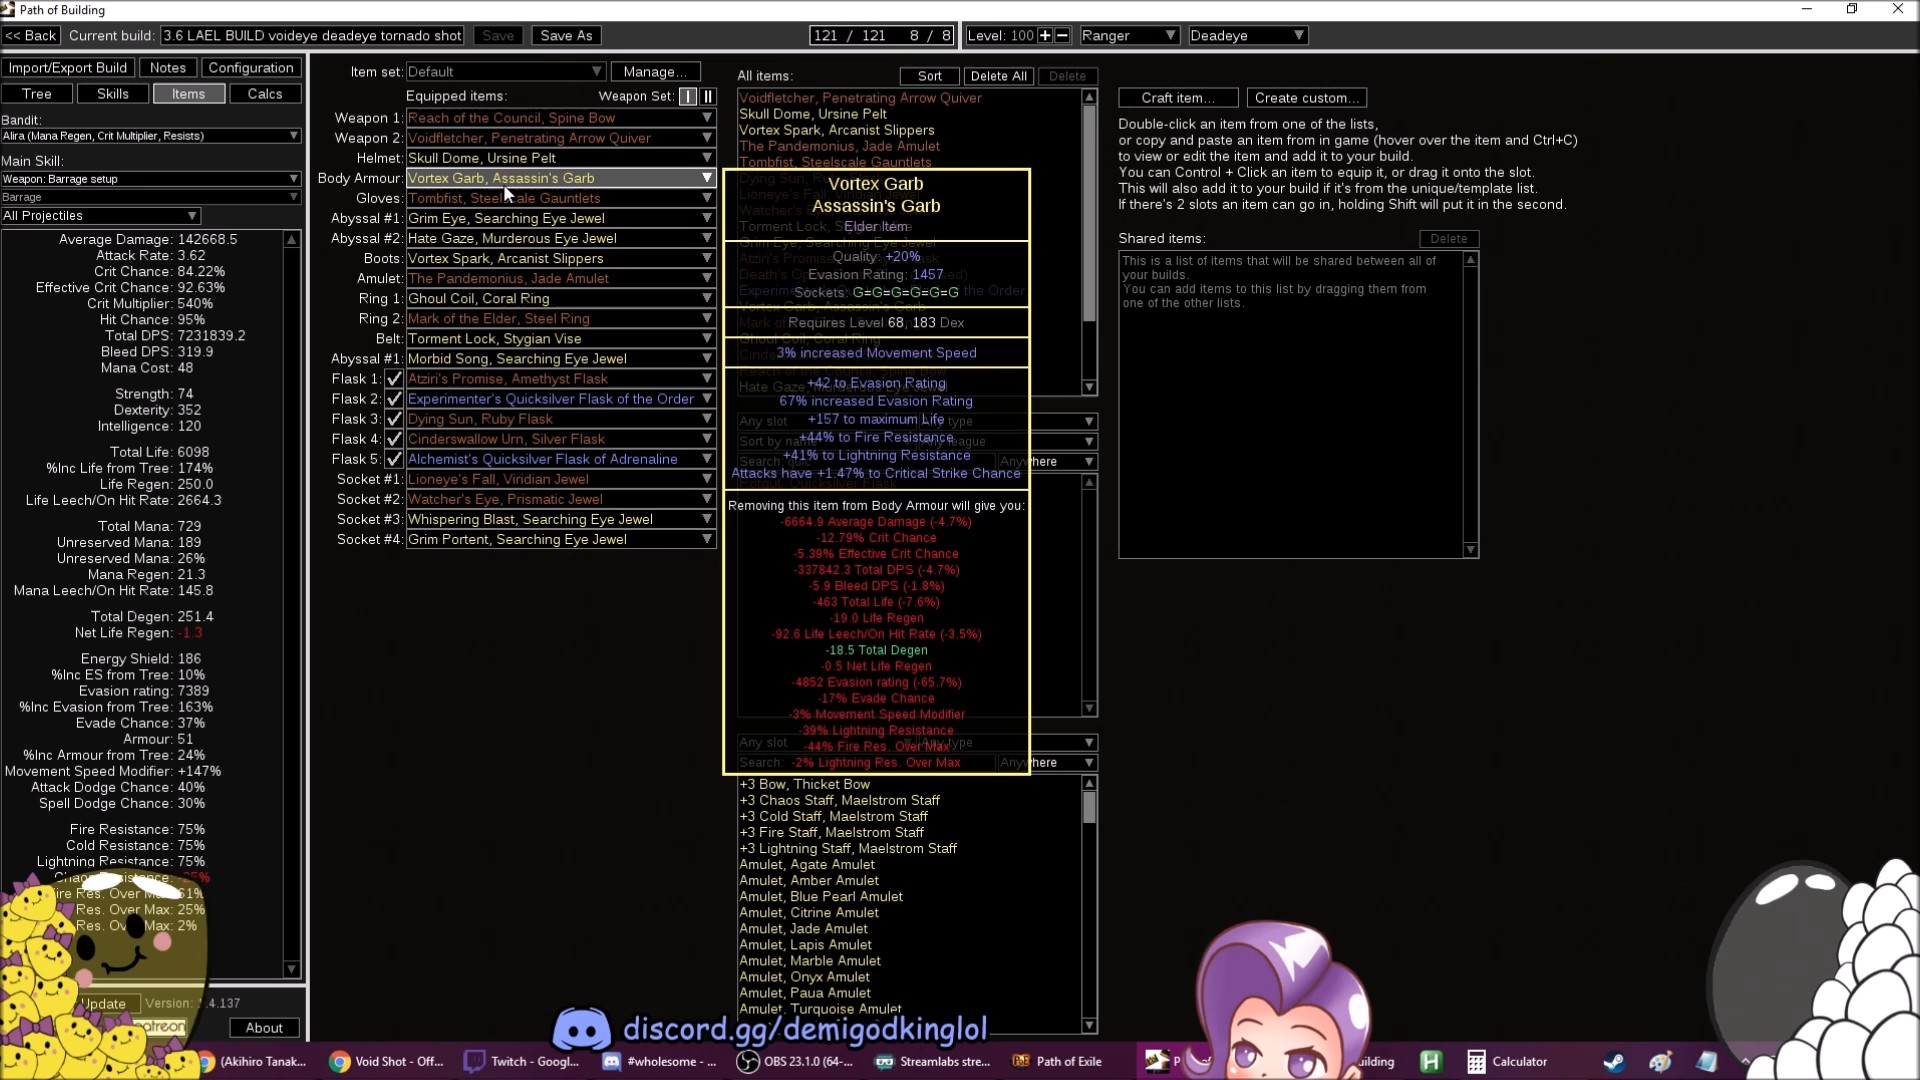 Path of Building
<< Back
Current build: 3.6 LAEL BUILD voideye deadeye tornado shot
Save
Save As
121 / 121 8 / 8
Level: 100
Ranger
Deadeye
Import/Export Build
Notes
Configuration
Tree
Skills
Items
Calcs
Bandit:
Alira (Mana Regen, Crit Multiplier, Resists)
Main Skill:
Weapon: Barrage setup
Barrage
All Projectiles
Average Damage: 142668.5
Attack Rate: 3.62
Crit Chance: 84.22%
Effective Crit Chance: 92.63%
Crit Multiplier: 540%
Hit Chance: 95%
Total DPS: 7231839.2
Bleed DPS: 319.9
Mana Cost: 48
Strength: 74
Dexterity: 352
Intelligence: 120
Total Life: 6098
%Inc Life from Tree: 174%
Life Regen: 250.0
Life Leech/On Hit Rate: 2664.3
Total Mana: 729
Unreserved Mana: 189
Unreserved Mana: 26%
Mana Regen: 21.3
Mana Leech/On Hit Rate: 145.8
Total Degen: 251.4
Net Life Regen: -1.3
Energy Shield: 186
%Inc ES from Tree: 10%
Evasion rating: 7389
%Inc Evasion from Tree: 163%
Evade Chance: 37%
Armour: 51
%Inc Armour from Tree: 24%
Movement Speed Modifier: +147%
Attack Dodge Chance: 40%
Spell Dodge Chance: 30%
Fire Resistance: 75%
Cold Resistance: 75%
Lightning Resistance: 75%
Res. Over Max: 25%
Res. Over Max: 2%
Update
Version:
About
Item set: Default
Manage...
Equipped items:
Weapon Set: I II
Weapon 1: Reach of the Council, Spine Bow
Weapon 2: Voidfletcher, Penetrating Arrow Quiver
Helmet: Skull Dome, Ursine Pelt
Body Armour: Vortex Garb, Assassin's Garb
Gloves: Tombfist, Steelscale Gauntlets
Abyssal #1: Grim Eye, Searching Eye Jewel
Abyssal #2: Hate Gaze, Murderous Eye Jewel
Boots: Vortex Spark, Arcanist Slippers
Amulet: The Pandemonius, Jade Amulet
Ring 1: Ghoul Coil, Coral Ring
Ring 2: Mark of the Elder, Steel Ring
Belt: Torment Lock, Stygian Vise
Abyssal #1: Morbid Song, Searching Eye Jewel
Flask 1: Atziri's Promise, Amethyst Flask
Flask 2: Experimenter's Quicksilver Flask of the Order
Flask 3: Dying Sun, Ruby Flask
Flask 4: Cinderswallow Urn, Silver Flask
Flask 5: Alchemist's Quicksilver Flask of Adrenaline
Socket #1: Lioneye's Fall, Viridian Jewel
Socket #2: Watcher's Eye, Prismatic Jewel
Socket #3: Whispering Blast, Searching Eye Jewel
Socket #4: Grim Portent, Searching Eye Jewel
All items:
Sort
Delete All
Delete
Voidfletcher, Penetrating Arrow Quiver
Skull Dome, Ursine Pelt
Vortex Spark, Arcanist Slippers
The Pandemonius, Jade Amulet
Tombfist, Steelscale Gauntlets
Vortex Garb
Assassin's Garb
Elder Item
Quality: +20%
Evasion Rating: 1457
Sockets: G=G=G=G=G=G
Requires Level 68, 183 Dex
3% increased Movement Speed
+42 to Evasion Rating
67% increased Evasion Rating
+157 to maximum Life
+44% to Fire Resistance
+41% to Lightning Resistance
Attacks have +1.47% to Critical Strike Chance
Removing this item from Body Armour will give you:
-6664.9 Average Damage (-4.7%)
-12.79% Crit Chance
-5.39% Effective Crit Chance
-337842.3 Total DPS (-4.7%)
-5.9 Bleed DPS (-1.8%)
-463 Total Life (-7.6%)
-19.0 Life Regen
-92.6 Life Leech/On Hit Rate (-3.5%)
-18.5 Total Degen
-0.5 Net Life Regen
-4852 Evasion rating (-65.7%)
-17% Evade Chance
-3% Movement Speed Modifier
-39% Lightning Resistance
-44% Fire Res. Over Max
-2% Lightning Res. Over Max
Any slot
Any type
Search:
+3 Bow, Thicket Bow
+3 Chaos Staff, Maelstrom Staff
+3 Cold Staff, Maelstrom Staff
+3 Fire Staff, Maelstrom Staff
+3 Lightning Staff, Maelstrom Staff
Amulet, Agate Amulet
Amulet, Amber Amulet
Amulet, Blue Pearl Amulet
Amulet, Citrine Amulet
Amulet, Jade Amulet
Amulet, Lapis Amulet
Amulet, Marble Amulet
Amulet, Onyx Amulet
Amulet, Paua Amulet
Amulet, Turquoise Amulet
Craft item...
Create custom...
Double-click an item from one of the lists,
or copy and paste an item from in game (hover over the item and Ctrl+C)
to view or edit the item and add it to your build.
You can Control + Click an item to equip it, or drag it onto the slot.
This will also add it to your build if it's from the unique/template list.
If there's 2 slots an item can go in, holding Shift will put it in the second.
Shared items:
Delete
This is a list of items that will be shared between all of
your builds.
You can add items to this list by dragging them from
one of the other lists.
discord.gg/demigodkinglol
(Akihiro Tanak...
Void Shot - Off...
Twitch - Googl...
#wholesome - ...
OBS 23.1.0 (64-...
Streamlabs stre...
Path of Exile
Calculator